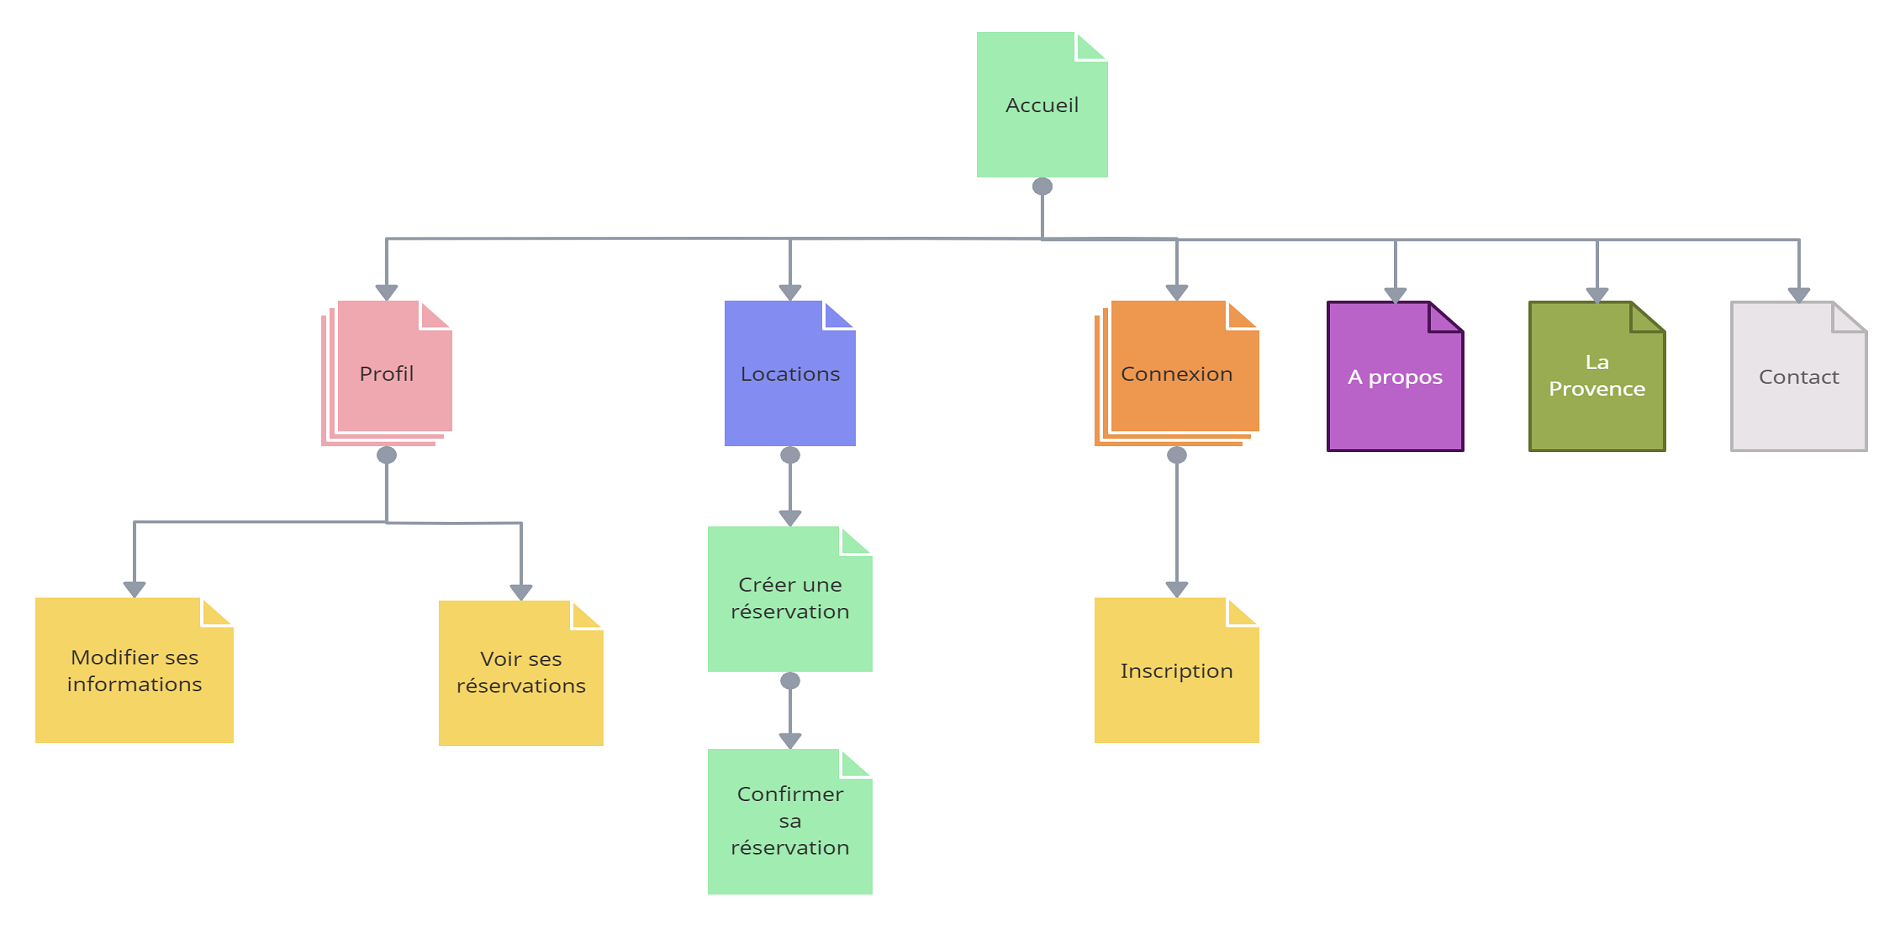 Accueil
Profil
Locations
Connexion
A propos
La
Provence
Contact
Modifier ses
informations
Voir ses
réservations
Créer une
réservation
Inscription
Confirmer
sa
réservation